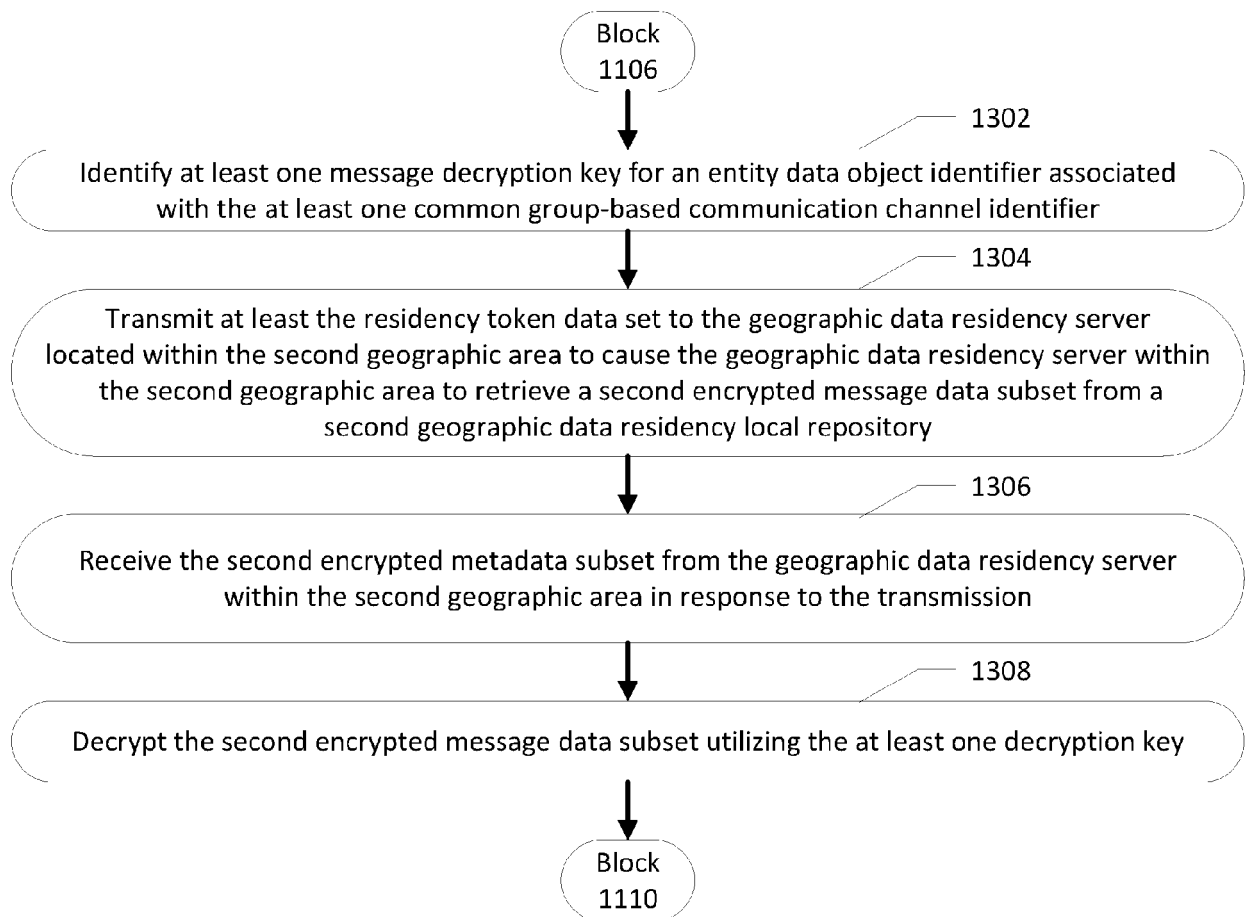 Block
1106
1302
Identify at least one message decryption key for an entity data object identifier associated
with the at least one common group-based communication channel identifier
1304
Transmit at least the residency token data set to the geographic data residency server
located within the second geographic area to cause the geographic data residency server within
the second geographic area to retrieve a second encrypted message data subset from a
second geographic data residency local repository
1306
Receive the second encrypted metadata subset from the geographic data residency server
within the second geographic area in response to the transmission
1308
Decrypt the second encrypted message data subset utilizing the at least one decryption key
Block
1110